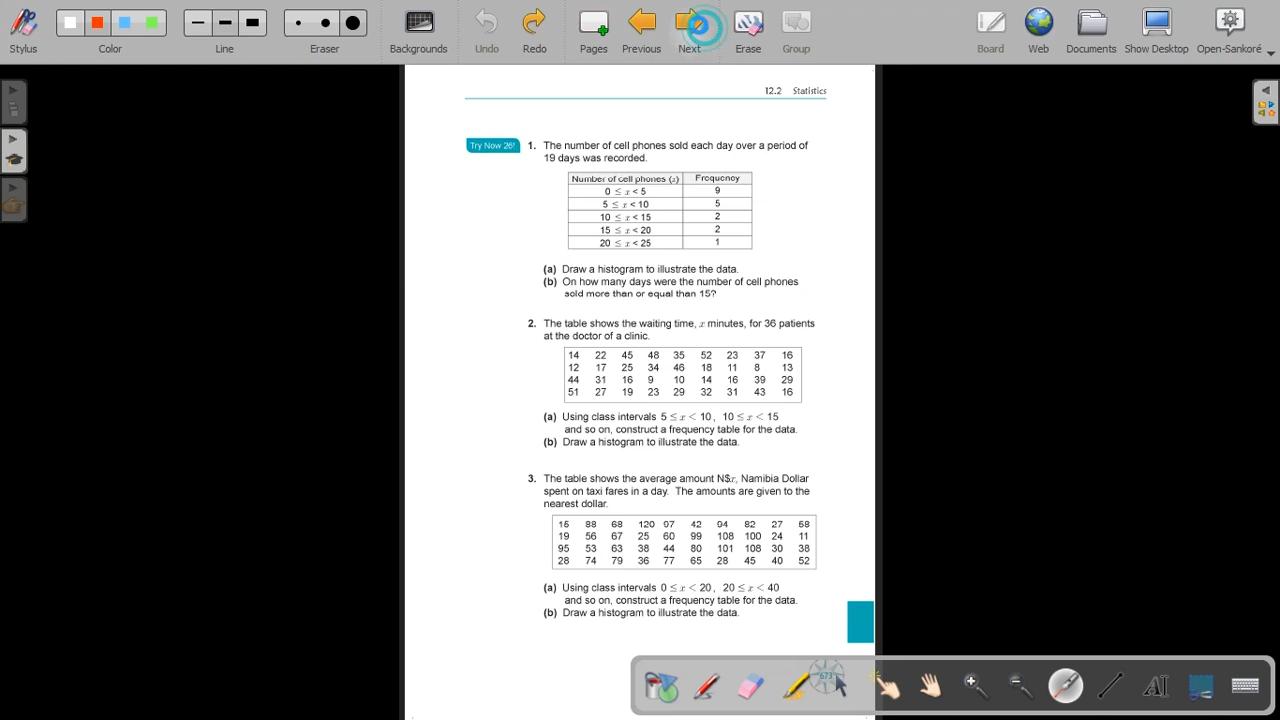 Stylus
Color
Line
Eraser
Backgrounds
Undo
Redo
Pages
Previous
Next
Erase
Group
Board
Web
Documents
Show Desktop
Open-Sankoré
12.2 Statistics
Try Now 26!
1. The number of cell phones sold each day over a period of
19 days was recorded.
Number of cell phones (x) Frequency
0 ≤ x < 5 9
5 ≤ x < 10 5
10 ≤ x < 15 2
15 ≤ x < 20 2
20 ≤ x < 25 1
(a) Draw a histogram to illustrate the data.
(b) On how many days were the number of cell phones
sold more than or equal than 15?
2. The table shows the waiting time, x minutes, for 36 patients
at the doctor of a clinic.
14 22 45 48 35 52 23 37 16
12 17 25 34 46 18 11 8 13
44 31 16 9 10 14 16 39 29
51 27 19 23 29 32 31 43 16
(a) Using class intervals 5 ≤ x < 10, 10 ≤ x < 15
and so on, construct a frequency table for the data.
(b) Draw a histogram to illustrate the data.
3. The table shows the average amount N$x, Namibia Dollar
spent on taxi fares in a day. The amounts are given to the
nearest dollar.
15 88 68 120 97 42 94 82 27 58
19 56 67 25 60 99 108 100 24 11
95 53 63 38 44 80 101 108 30 38
28 74 79 36 77 65 28 45 40 52
(a) Using class intervals 0 ≤ x < 20, 20 ≤ x < 40
and so on, construct a frequency table for the data.
(b) Draw a histogram to illustrate the data.
673